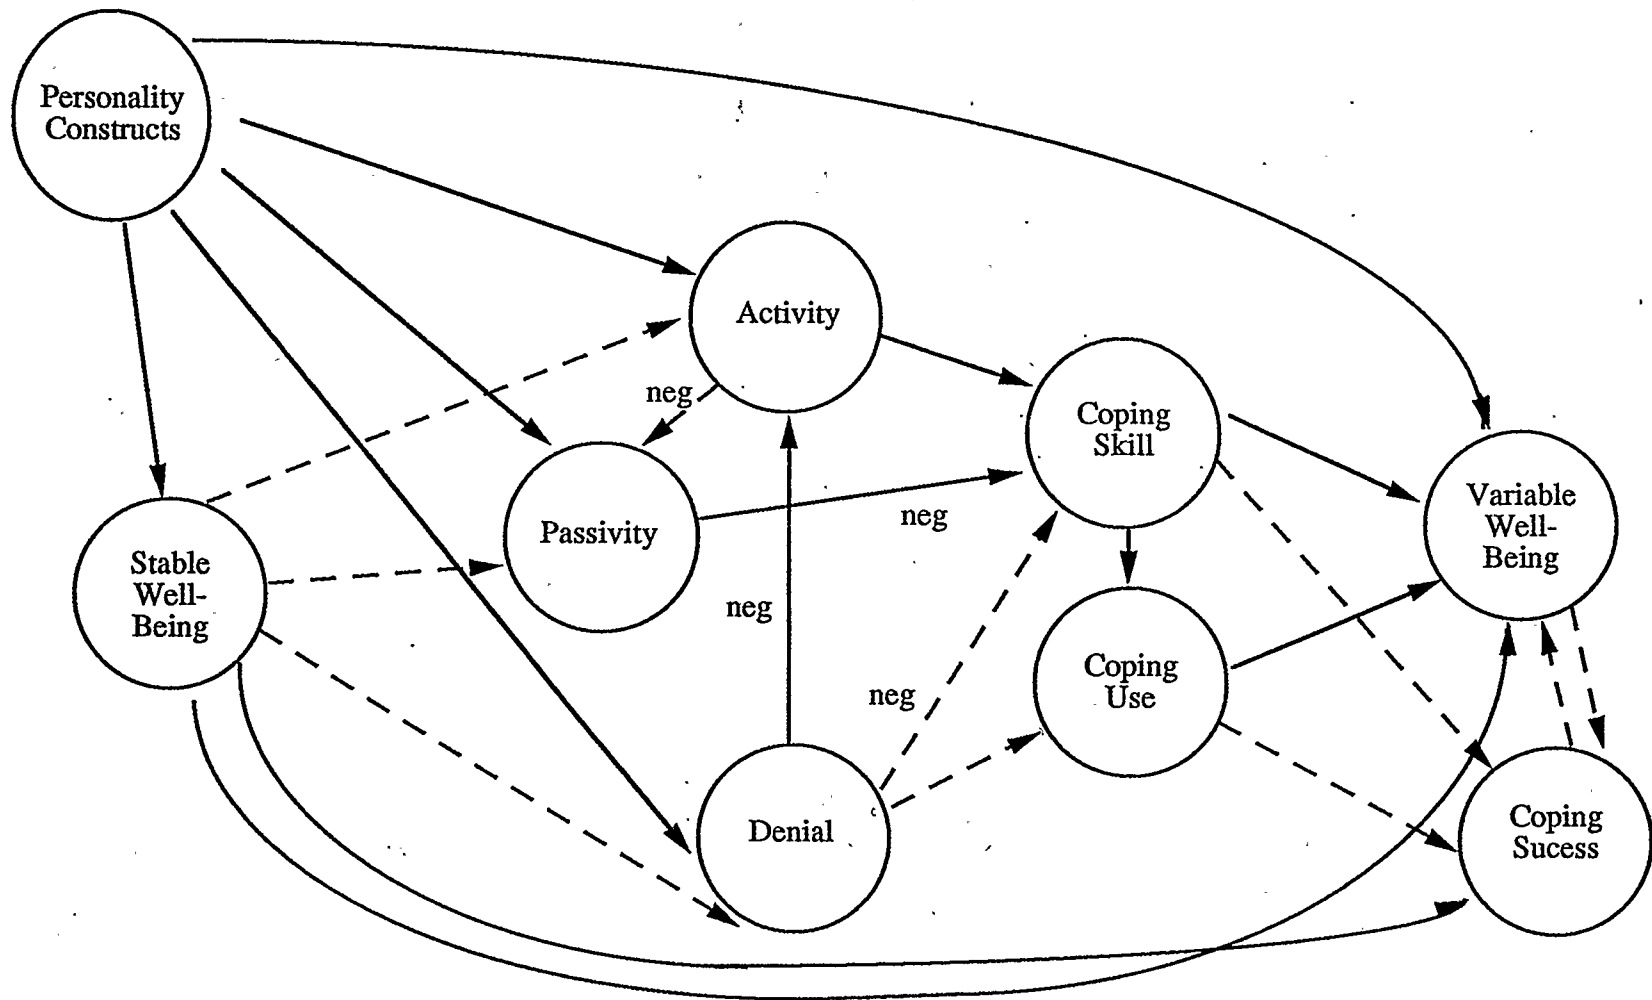 Personality
Constructs
Activity
neg
Coping
Skill
Passivity
neg
Variable
Well-
Being
Stable
Well-
Being
neg
neg
Coping
Use
Denial
Coping
Sucess